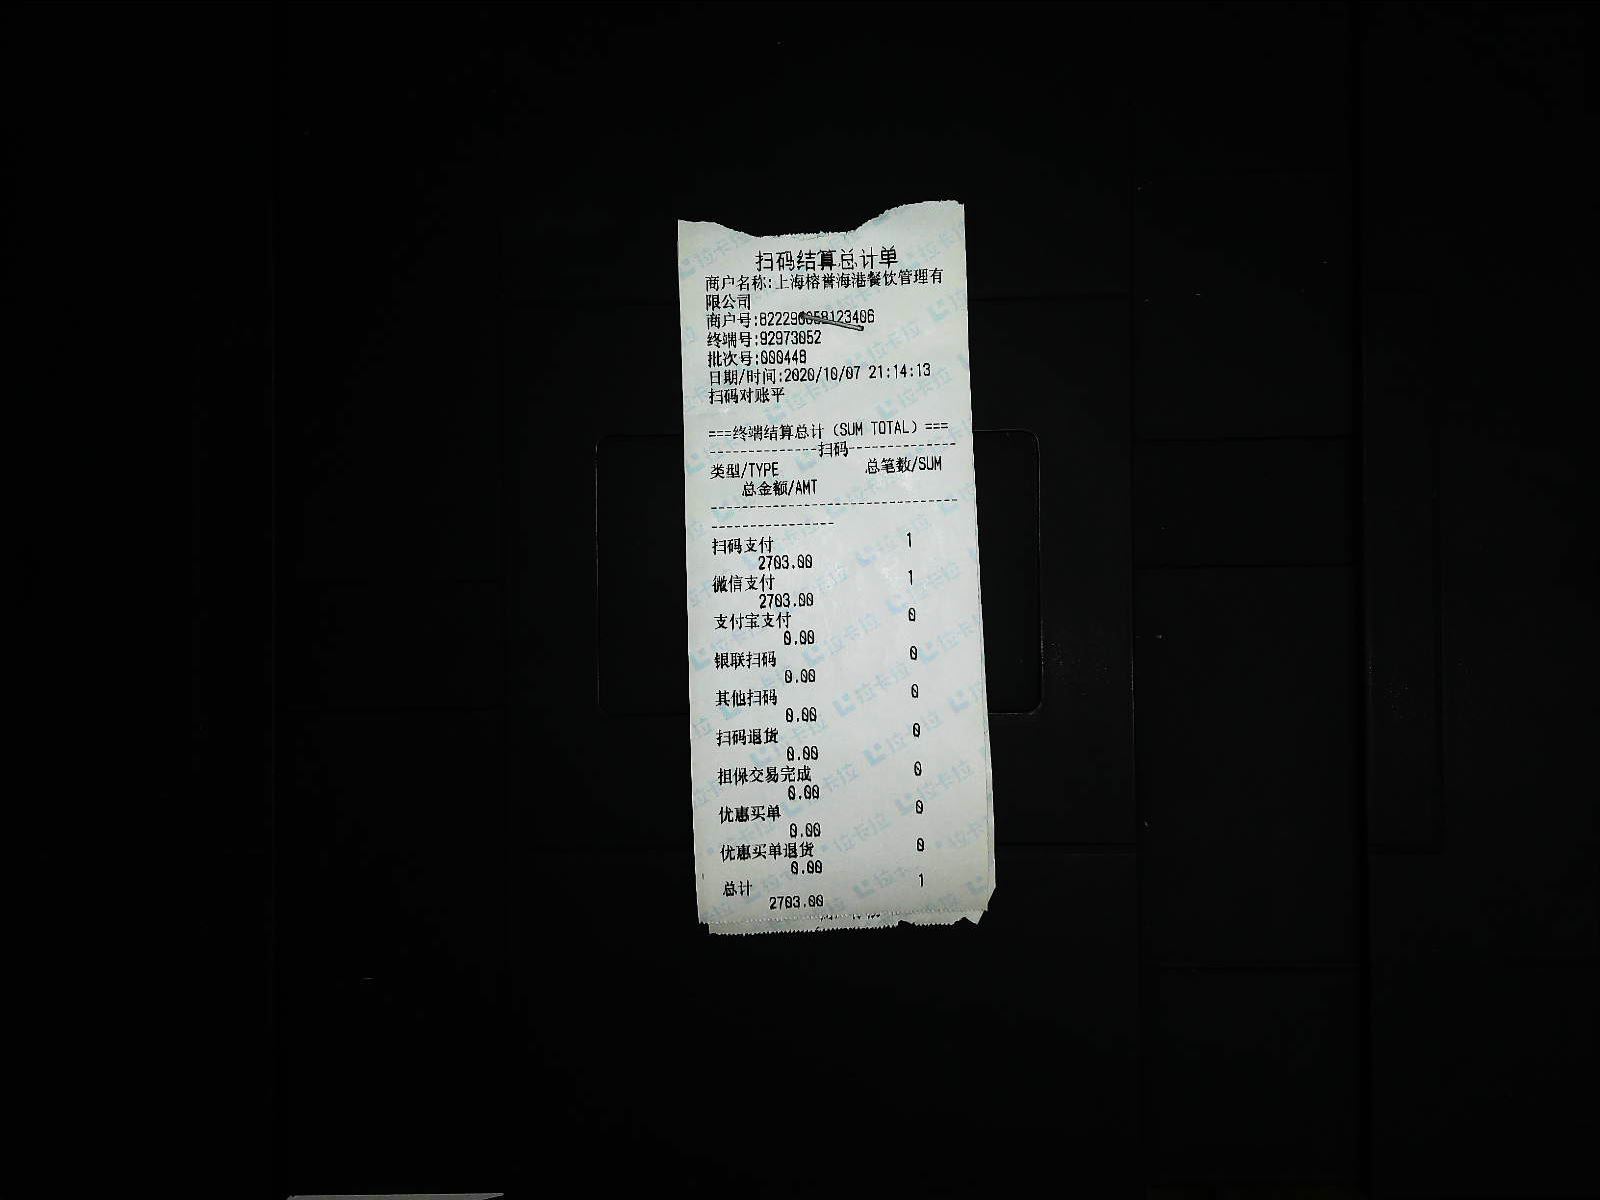 扫码结算总计单
商户名称:上海榕誉海港餐饮管理有
限公司
商户号:822290058123406
终端号:92973052
批次号:000448
日期/时间:2020/10/07 21:14:13
扫码对账平
===终端结算总计（SUM TOTAL）===
--------------扫码--------------
类型/TYPE 总笔数/SUM
总金额/AMT
扫码支付 1
2703.00
微信支付 1
2703.00
支付宝支付 0
0.00
银联扫码 0
0.00
其他扫码 0
0.00
扫码退货 0
0.00
担保交易完成 0
0.00
优惠买单 0
0.00
优惠买单退货 0
0.00
总计 1
2703.00